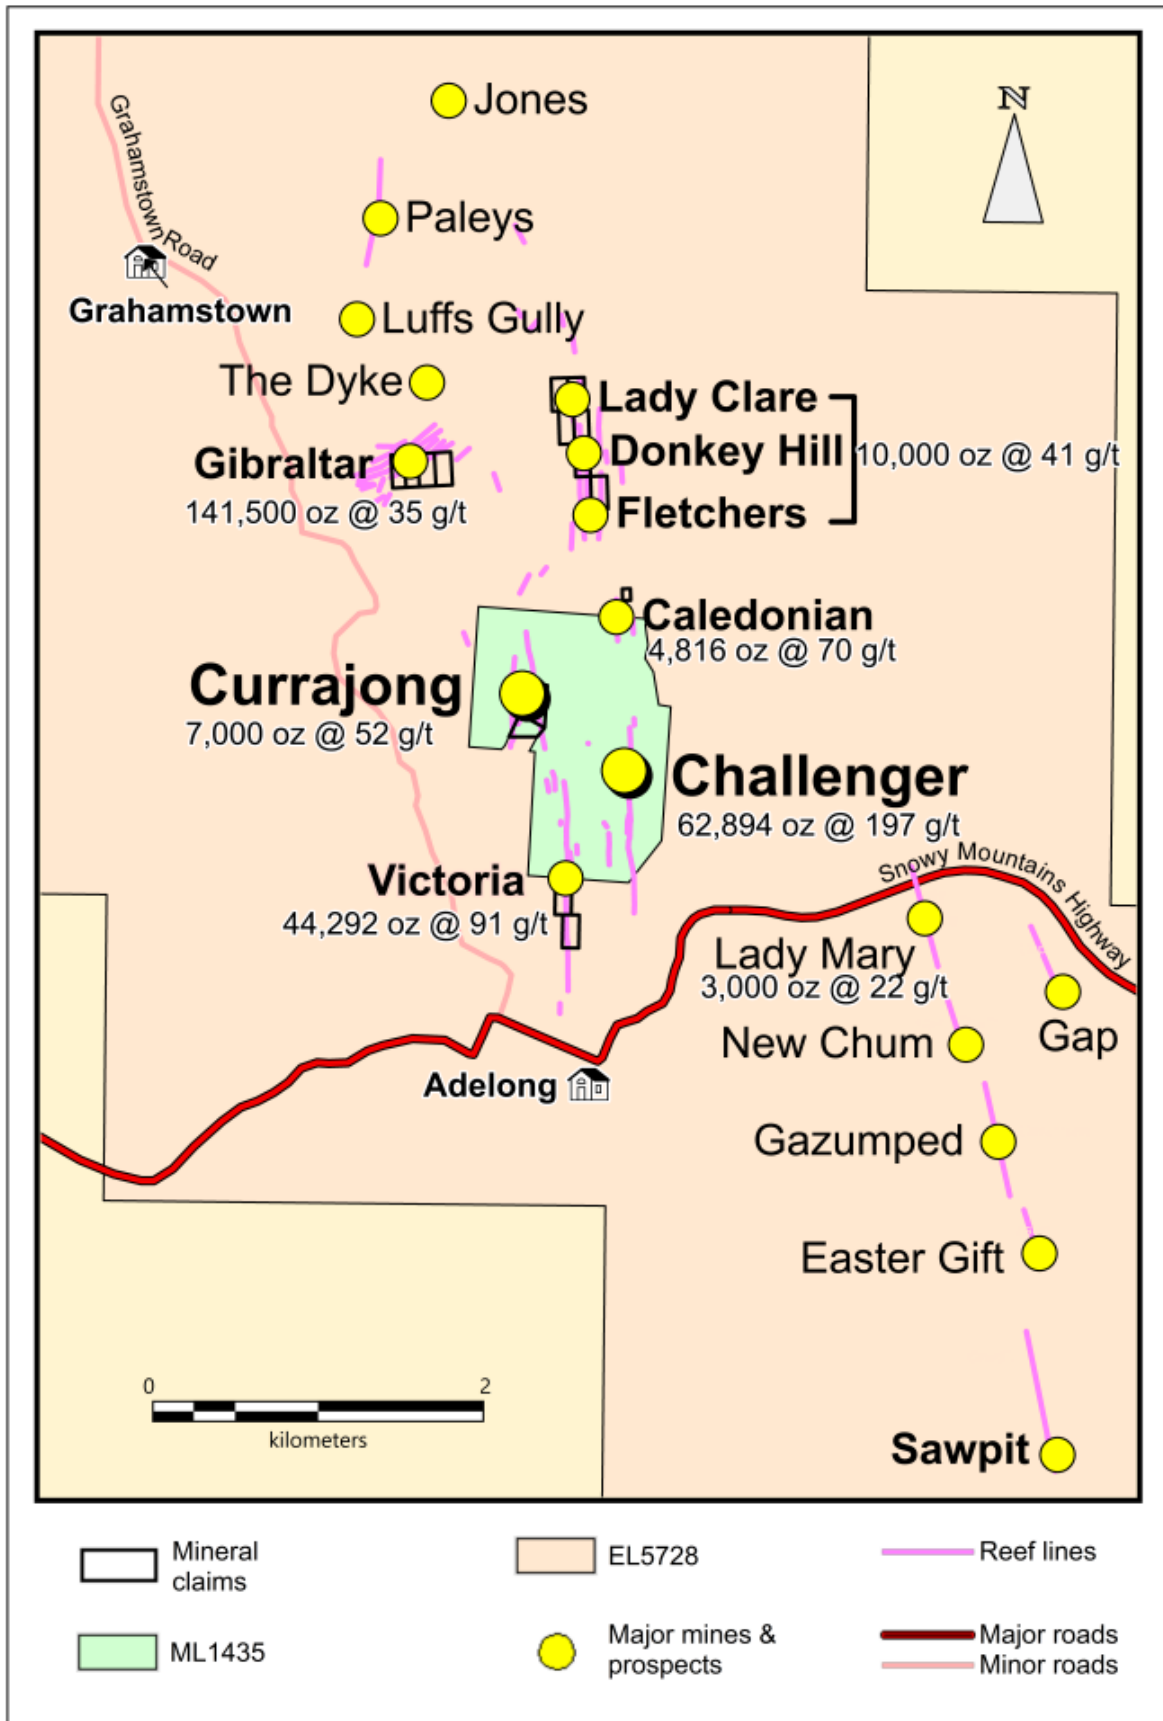 N
Jones
Grahamstown Road
Paleys
Grahamstown
Luffs Gully
The Dyke
Lady Clare
Donkey Hill
10,000 oz @ 41 g/t
Gibraltar
141,500 oz @ 35 g/t
Fletchers
Caledonian
4,816 oz @ 70 g/t
Currajong
7,000 oz @ 52 g/t
Challenger
62,894 oz @ 197 g/t
Snowy Mountains Highway
Victoria
44,292 oz @ 91 g/t
Lady Mary
3,000 oz @ 22 g/t
New Chum
Gap
Adelong
Gazumped
Easter Gift
0 2
kilometers
Sawpit
Mineral
claims
EL5728
Reef lines
ML1435
Major mines &
prospects
Major roads
Minor roads